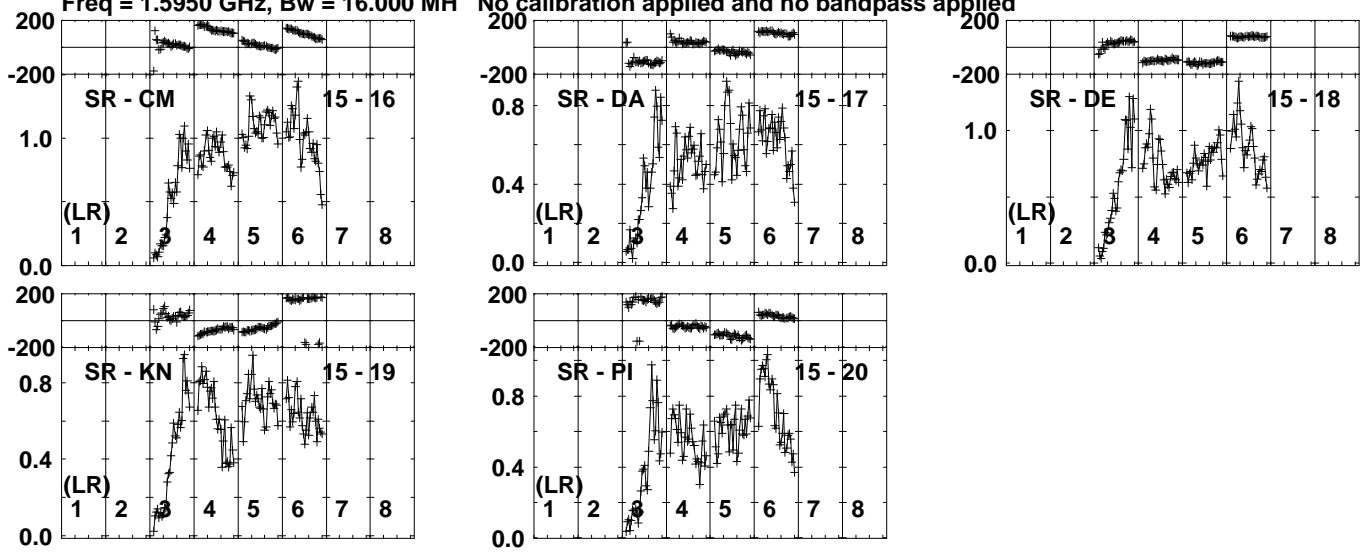 Freq = 1.5950 GHz, Bw = 16.000 MH No calibration applied and no bandpass applied
200
-200
SR - CM 15 - 16
1.0
(LR)
1 2 3 4 5 6 7 8
0.0
200
-200
SR - DA 15 - 17
0.8
0.4
(LR)
1 2 3 4 5 6 7 8
0.0
200
-200
SR - DE 15 - 18
1.0
(LR)
1 2 3 4 5 6 7 8
0.0
200
-200
SR - KN 15 - 19
0.8
0.4
(LR)
1 2 3 4 5 6 7 8
0.0
200
-200
SR - PI 15 - 20
0.8
0.4
(LR)
1 2 3 4 5 6 7 8
0.0